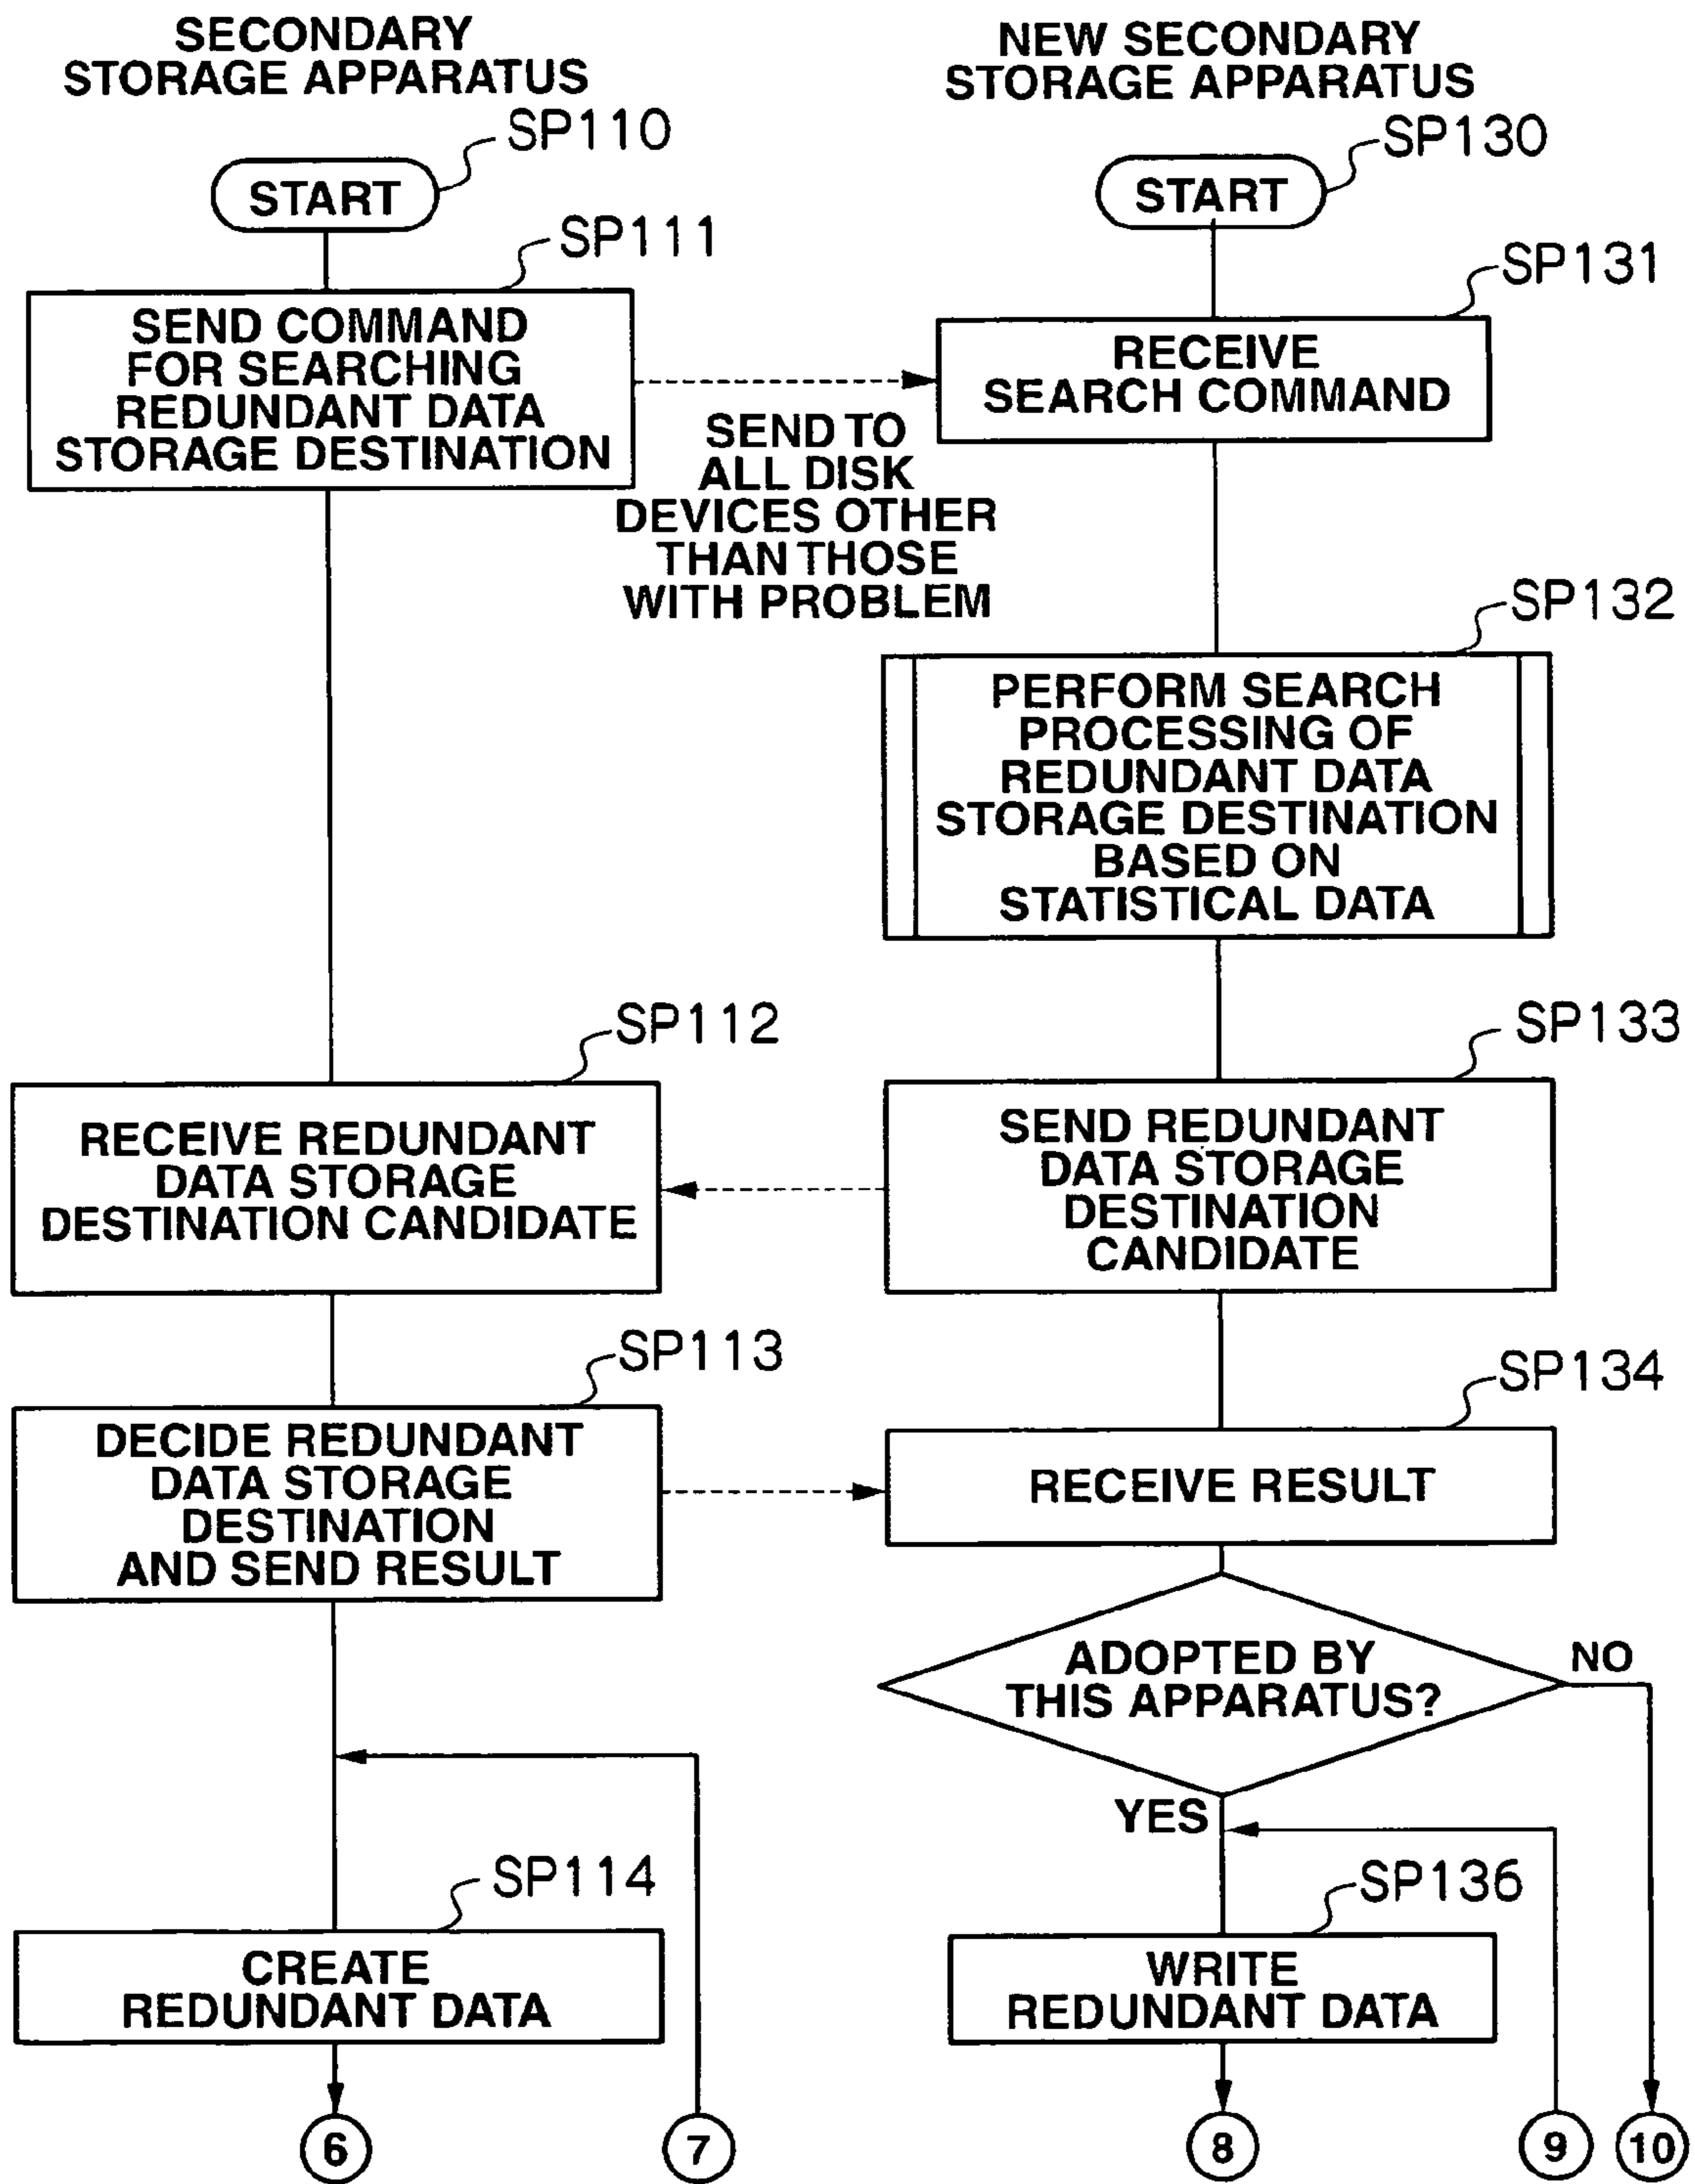 SECONDARY
STORAGE APPARATUS
SP110
START
SP111
SEND COMMAND
FOR SEARCHING
REDUNDANT DATA
STORAGE DESTINATION
SEND TO
ALL DISK
DEVICES OTHER
THAN THOSE
WITH PROBLEM
SP112
RECEIVE REDUNDANT
DATA STORAGE
DESTINATION CANDIDATE
SP113
DECIDE REDUNDANT
DATA STORAGE
DESTINATION
AND SEND RESULT
SP114
CREATE
REDUNDANT DATA
6
7
NEW SECONDARY
STORAGE APPARATUS
SP130
START
SP131
RECEIVE
SEARCH COMMAND
SP132
PERFORM SEARCH
PROCESSING OF
REDUNDANT DATA
STORAGE DESTINATION
BASED ON
STATISTICAL DATA
SP133
SEND REDUNDANT
DATA STORAGE
DESTINATION
CANDIDATE
SP134
RECEIVE RESULT
ADOPTED BY
THIS APPARATUS?
NO
YES
SP136
WRITE
REDUNDANT DATA
8
9
10